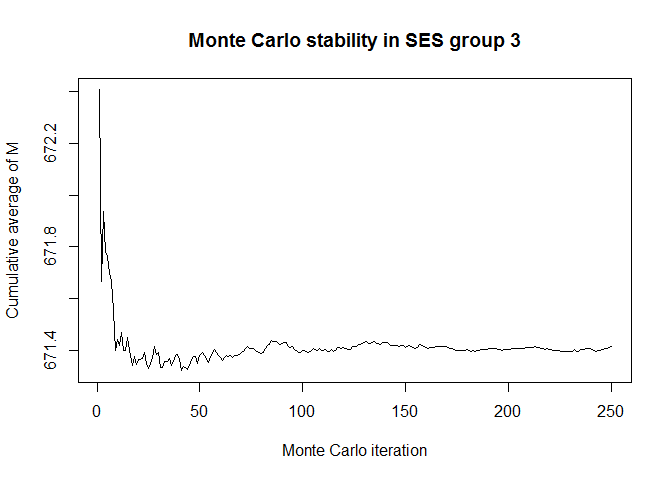 Monte Carlo stability in SES group 3
Cumulative average of M
672.2
671.8
671.4
0 50 100 150 200 250
Monte Carlo iteration